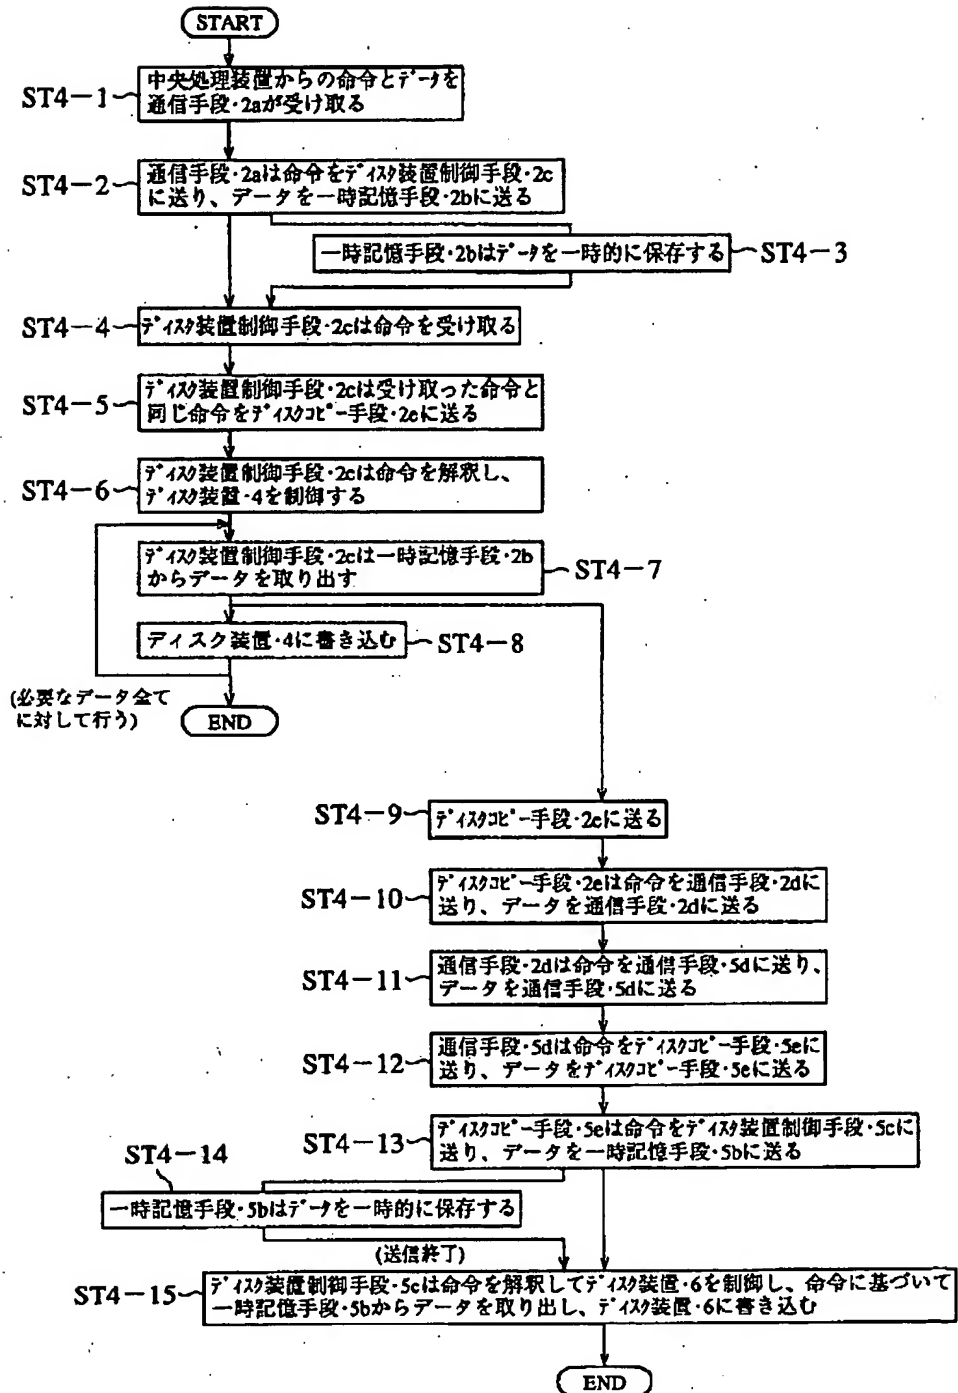 START
ST4-1
中央処理装置からの命令とデータを
通信手段・2aが受け取る
ST4-2
通信手段・2aは命令をディスク装置制御手段・2c
に送り、データを一時記憶手段・2bに送る
一時記憶手段・2bはデータを一時的に保存する
ST4-3
ST4-4
ディスク装置制御手段・2cは命令を受け取る
ST4-5
ディスク装置制御手段・2cは受け取った命令と
同じ命令をディスクコピー手段・2eに送る
ST4-6
ディスク装置制御手段・2cは命令を解釈し、
ディスク装置・4を制御する
ディスク装置制御手段・2cは一時記憶手段・2b
からデータを取り出す
ST4-7
ディスク装置・4に書き込む
ST4-8
(必要なデータ全て
に対して行う)
END
ST4-9
ディスクコピー手段・2eに送る
ST4-10
ディスクコピー手段・2eは命令を通信手段・2dに
送り、データを通信手段・2dに送る
ST4-11
通信手段・2dは命令を通信手段・5dに送り、
データを通信手段・5dに送る
ST4-12
通信手段・5dは命令をディスクコピー手段・5eに
送り、データをディスクコピー手段・5eに送る
ST4-13
ディスクコピー手段・5eは命令をディスク装置制御手段・5cに
送り、データを一時記憶手段・5bに送る
ST4-14
一時記憶手段・5bはデータを一時的に保存する
(送信終了)
ST4-15
ディスク装置制御手段・5cは命令を解釈してディスク装置・6を制御し、命令に基づいて
一時記憶手段・5bからデータを取り出し、ディスク装置・6に書き込む
END